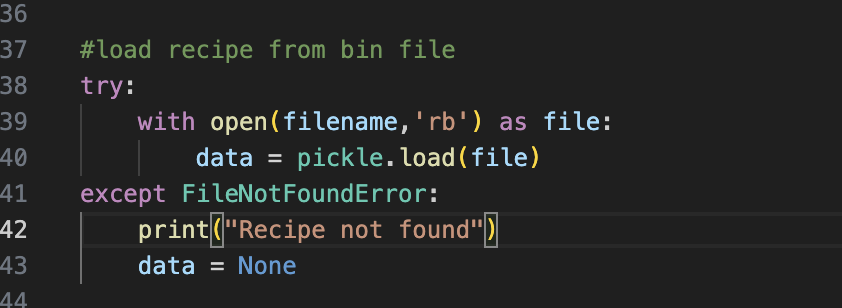 36
37 #load recipe from bin file
38 try:
39     with open(filename,'rb') as file:
40         data = pickle.load(file)
41 except FileNotFoundError:
42     print("Recipe not found")
43     data = None
44